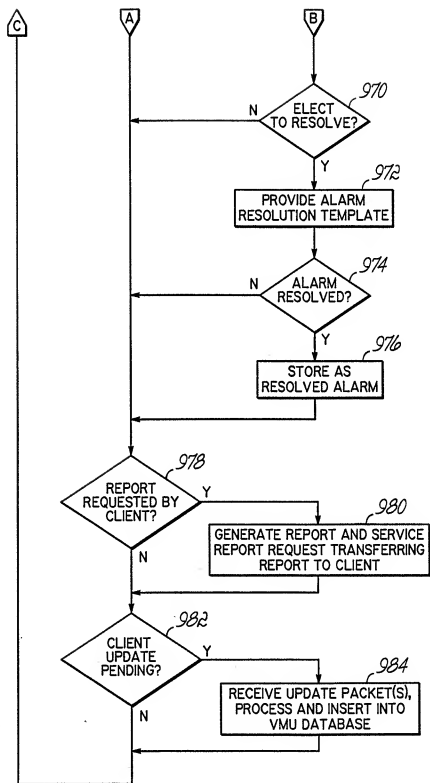 C
A
B
970
ELECT
TO RESOLVE?
N
Y
972
PROVIDE ALARM
RESOLUTION TEMPLATE
974
ALARM
RESOLVED?
N
Y
976
STORE AS
RESOLVED ALARM
978
REPORT
REQUESTED BY
CLIENT?
Y
N
980
GENERATE REPORT AND SERVICE
REPORT REQUEST TRANSFERRING
REPORT TO CLIENT
982
CLIENT
UPDATE
PENDING?
Y
N
984
RECEIVE UPDATE PACKET(S),
PROCESS AND INSERT INTO
VMU DATABASE